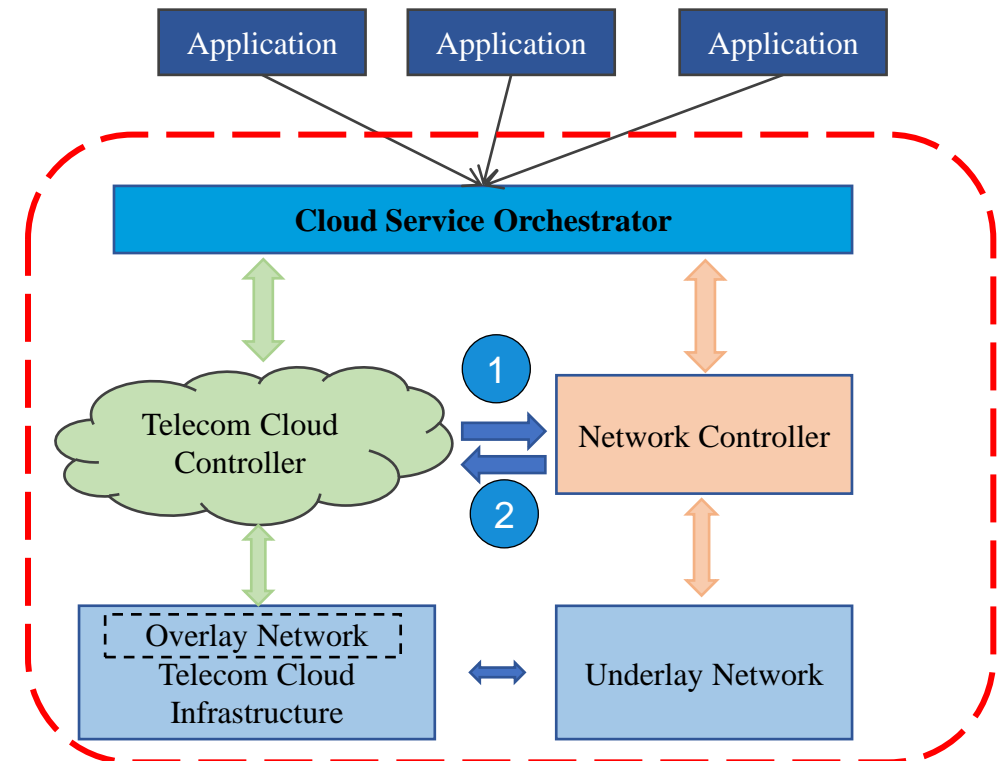 Application
Application
Application
Cloud Service Orchestrator
1
Telecom Cloud
Controller
Network Controller
2
Overlay Network
Telecom Cloud
Infrastructure
Underlay Network